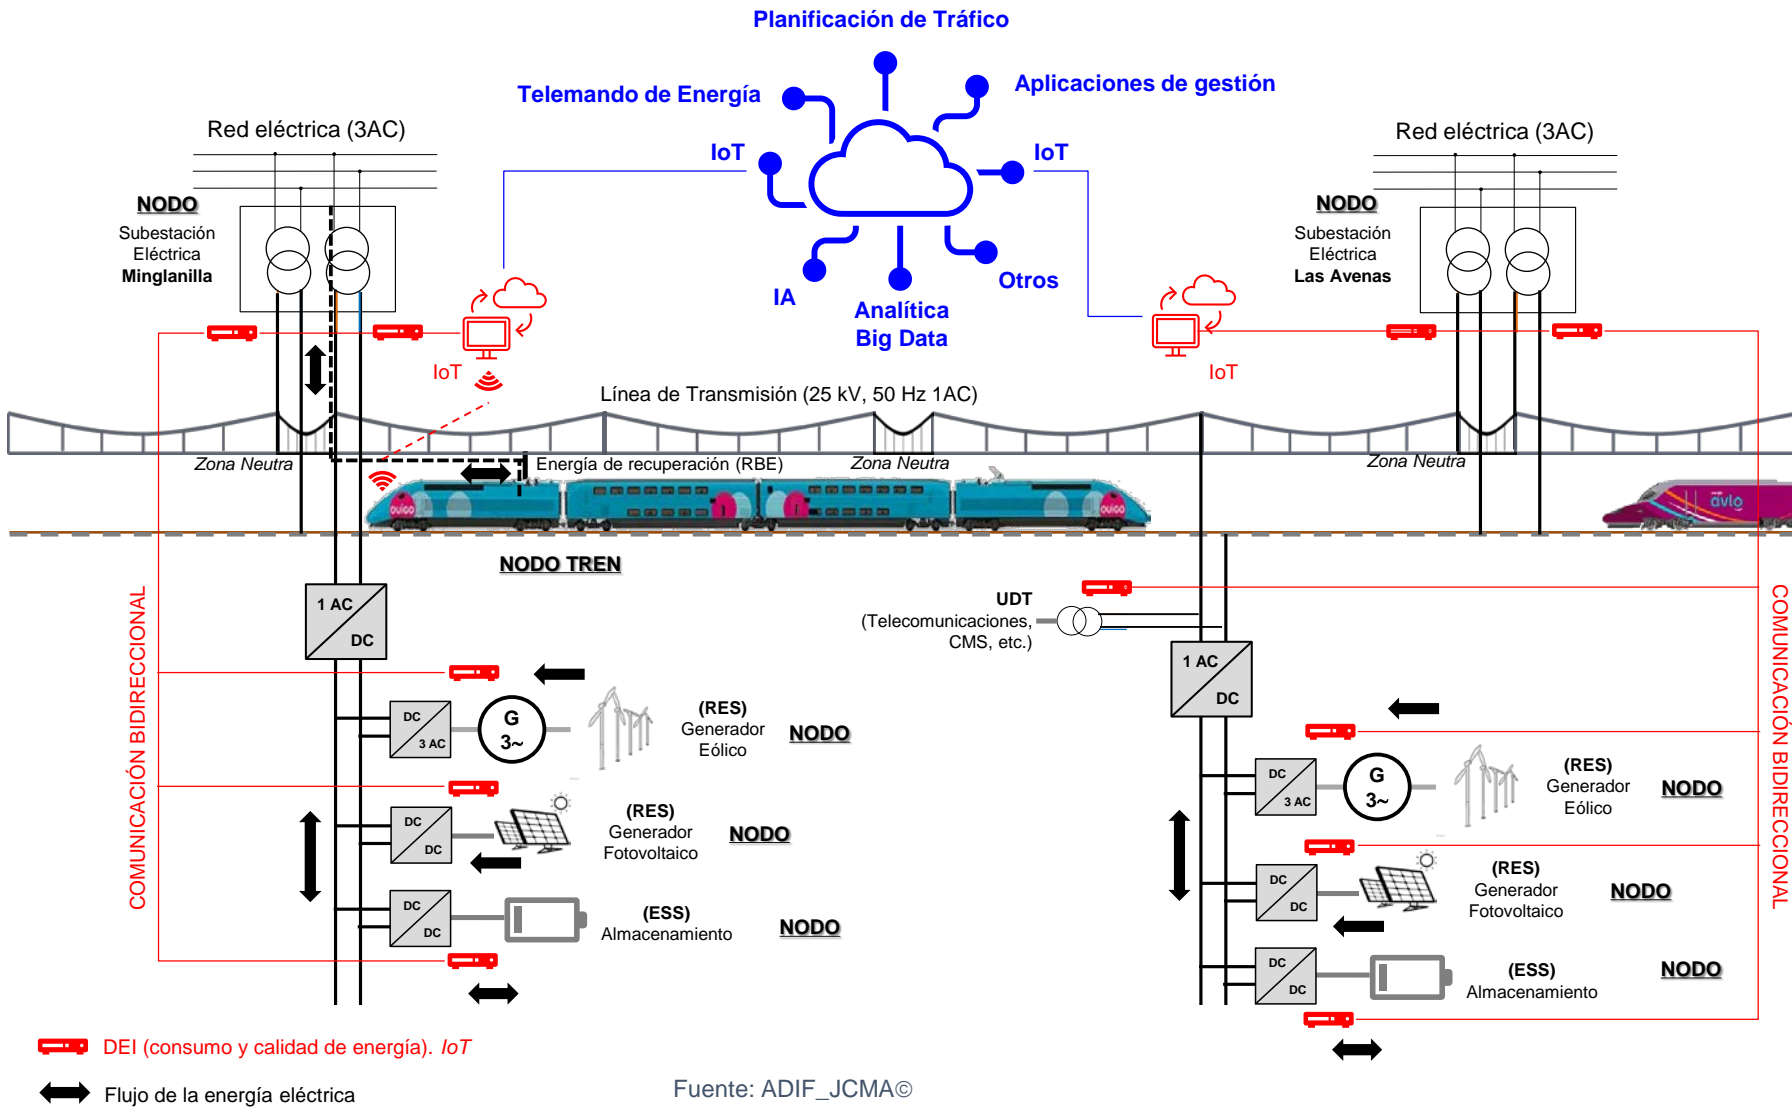 Planificación de Tráfico
Telemando de Energía
Aplicaciones de gestión
Red eléctrica (3AC)
Red eléctrica (3AC)
IoT
IoT
NODO
Subestación
Eléctrica
Minglanilla
NODO
Subestación
Eléctrica
Las Avenas
IA
Analítica
Big Data
Otros
IoT
IoT
Línea de Transmisión (25 kV, 50 Hz 1AC)
Zona Neutra
Energía de recuperación (RBE)
Zona Neutra
Zona Neutra
OUIGO
OUIGO
avlo
NODO TREN
COMUNICACIÓN BIDIRECCIONAL
1 AC
DC
UDT
(Telecomunicaciones,
CMS, etc.)
1 AC
DC
COMUNICACIÓN BIDIRECCIONAL
DC
3 AC
G
3~
(RES)
Generador
Eólico
NODO
DC
DC
(RES)
Generador
Fotovoltaico
NODO
DC
DC
(ESS)
Almacenamiento
NODO
DC
3 AC
G
3~
(RES)
Generador
Eólico
NODO
DC
DC
(RES)
Generador
Fotovoltaico
NODO
DC
DC
(ESS)
Almacenamiento
NODO
DEI (consumo y calidad de energía). IoT
Flujo de la energía eléctrica
Fuente: ADIF_JCMA©